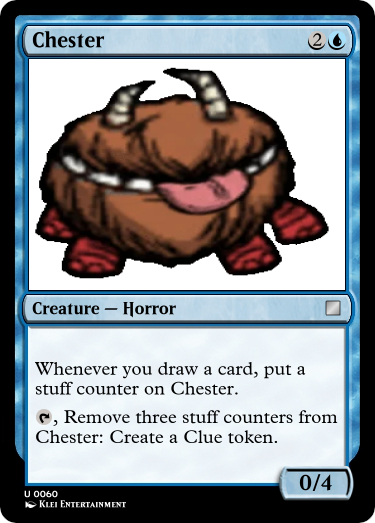 Chester 2
Creature — Horror
Whenever you draw a card, put a
stuff counter on Chester.
, Remove three stuff counters from
Chester: Create a Clue token.
0/4
U 0060
Klei Entertainment